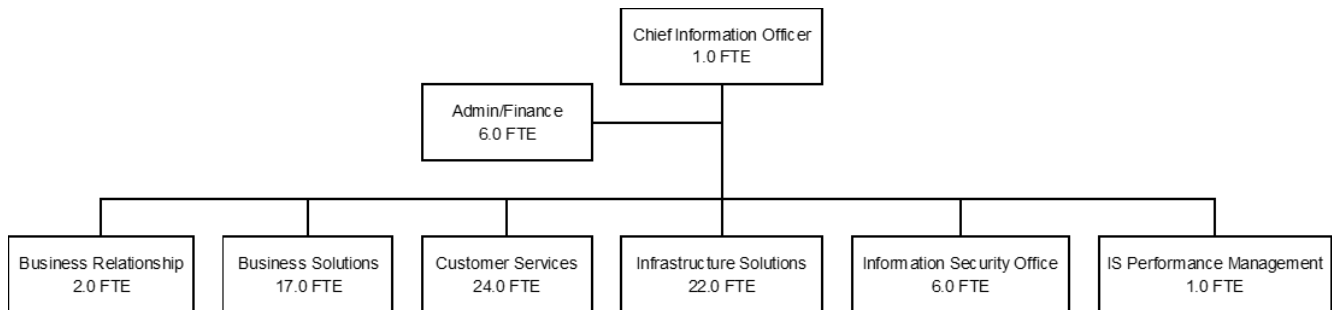 Chief Information Officer
1.0 FTE
Admin/Finance
6.0 FTE
Business Relationship
2.0 FTE
Business Solutions
17.0 FTE
Customer Services
24.0 FTE
Infrastructure Solutions
22.0 FTE
Information Security Office
6.0 FTE
IS Performance Management
1.0 FTE